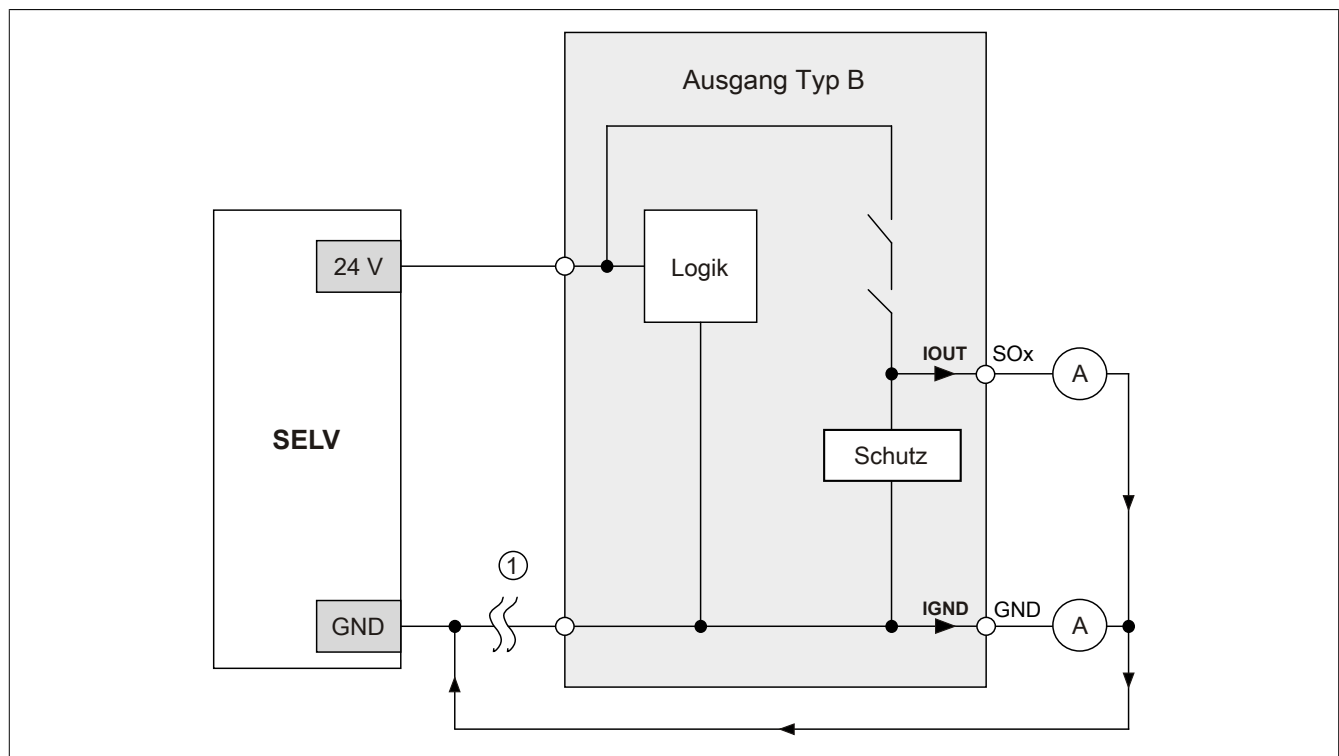 Ausgang Typ B
24 V
Logik
IOUT
SOx
A
SELV
Schutz
1
GND
IGND
GND
A